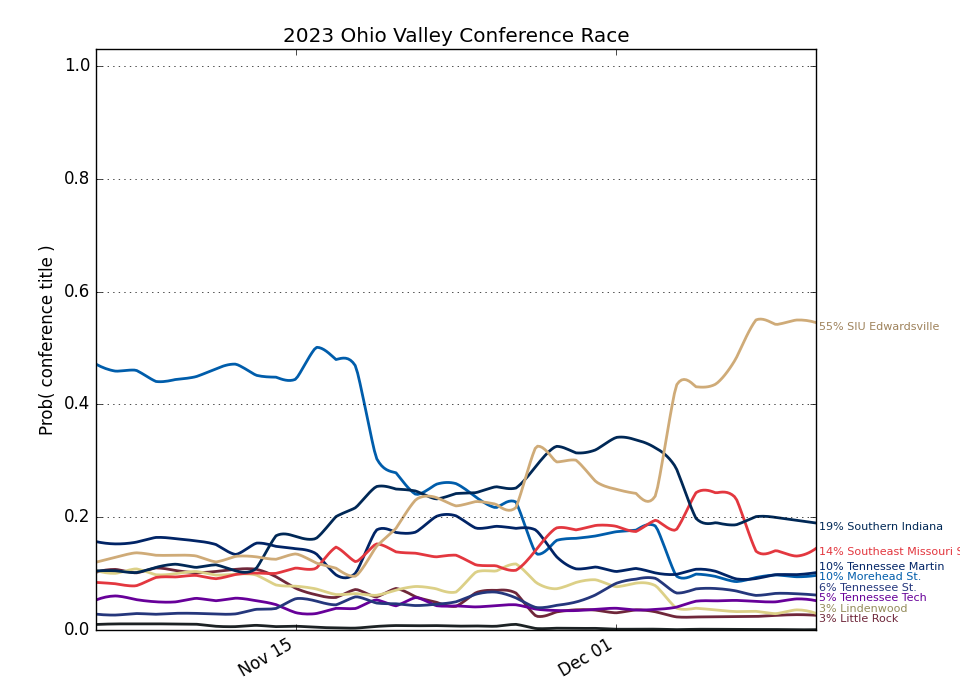 2023 Ohio Valley Conference Race
Prob( conference title )
1.0
0.8
0.6
0.4
0.2
0.0
Nov 15
Dec 01
55% SIU Edwardsville
19% Southern Indiana
14% Southeast Missouri S
10% Tennessee Martin
10% Morehead St.
6% Tennessee St.
5% Tennessee Tech
3% Lindenwood
3% Little Rock